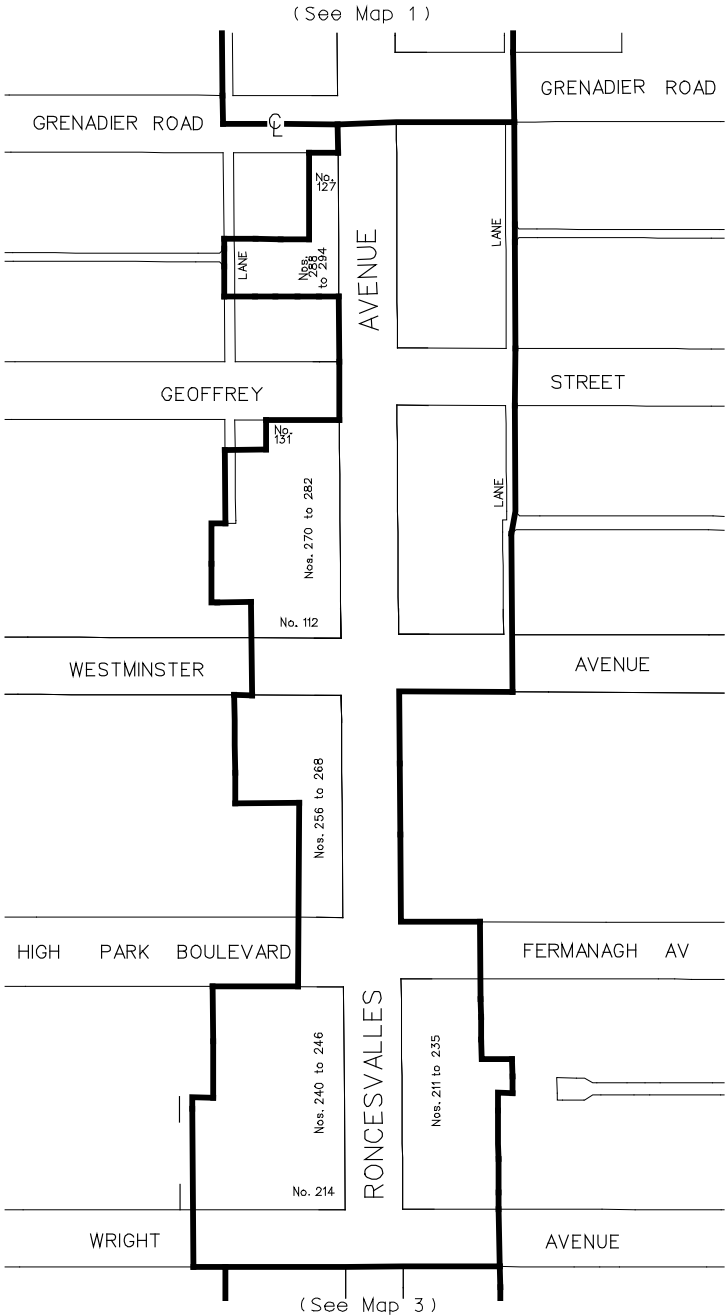 (See Map 1)
GRENADIER ROAD
GRENADIER ROAD
℄
No.
127
LANE
AVENUE
LANE
Nos.
288
to 294
STREET
GEOFFREY
No.
131
LANE
Nos. 270 to 282
No. 112
WESTMINSTER
AVENUE
Nos. 256 to 268
HIGH PARK BOULEVARD
FERMANAGH AV
RONCESVALLES
Nos. 240 to 246
Nos. 211 to 235
No. 214
WRIGHT
AVENUE
(See Map 3)